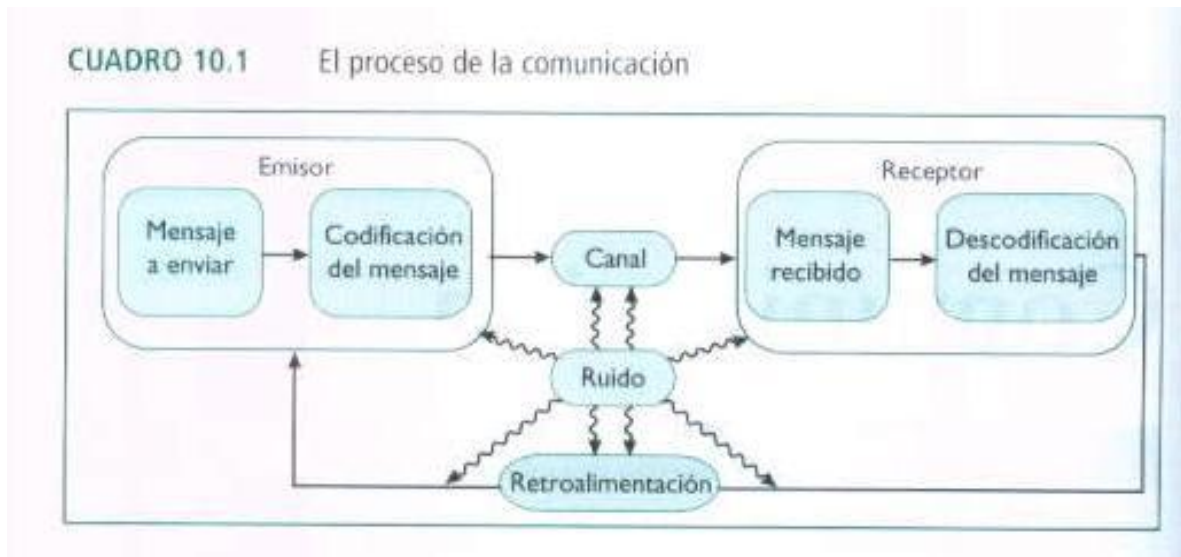 CUADRO 10.1 El proceso de la comunicación
Emisor
Mensaje
a enviar
Codificación
del mensaje
Canal
Receptor
Mensaje
recibido
Descodificación
del mensaje
Ruido
Retroalimentación